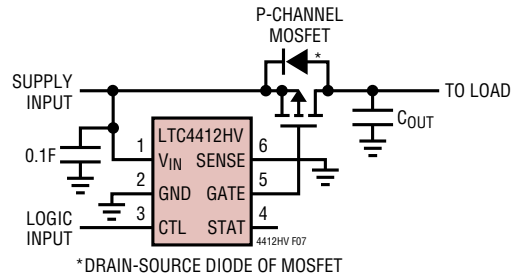 P-CHANNEL
MOSFET
*
SUPPLY
INPUT
TO LOAD
COUT
0.1F
LTC4412HV
1 VIN SENSE 6
2 GND GATE 5
LOGIC
INPUT
3 CTL STAT 4
4412HV F07
*DRAIN-SOURCE DIODE OF MOSFET